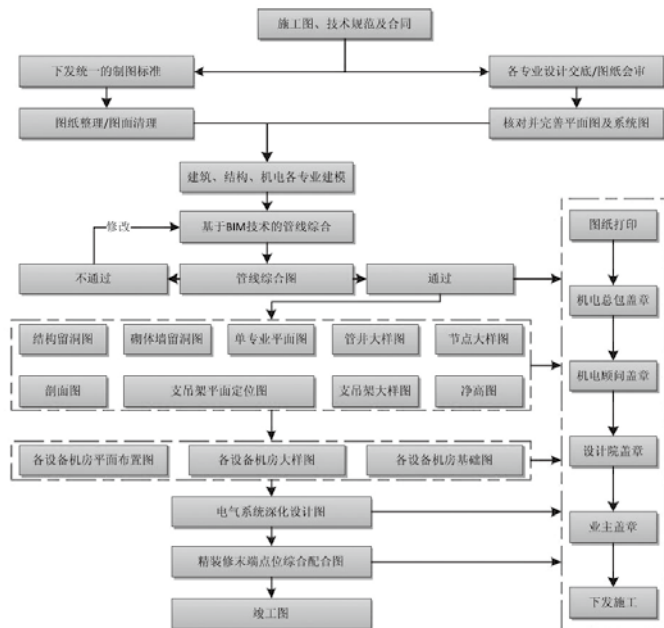 施工图、技术规范及合同
下发统一的制图标准
各专业设计交底/图纸会审
图纸整理/图面清理
核对并完善平面图及系统图
建筑、结构、机电各专业建模
修改
基于BIM技术的管线综合
图纸打印
不通过
管线综合图
通过
机电总包盖章
结构留洞图
砌体墙留洞图
单专业平面图
管井大样图
节点大样图
机电顾问盖章
剖面图
支吊架平面定位图
支吊架大样图
净高图
设计院盖章
各设备机房平面布置图
各设备机房大样图
各设备机房基础图
电气系统深化设计图
业主盖章
精装修末端点位综合配合图
竣工图
下发施工